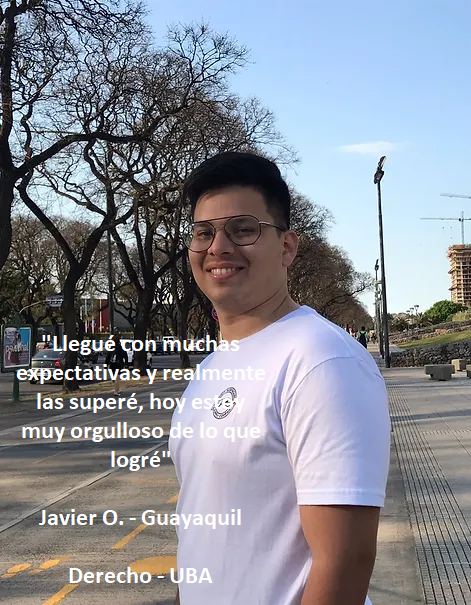 "Llegué con muchas
expectativas y realmente
las superé, hoy estoy
muy orgulloso de lo que
logré"
Javier O. - Guayaquil
Derecho - UBA